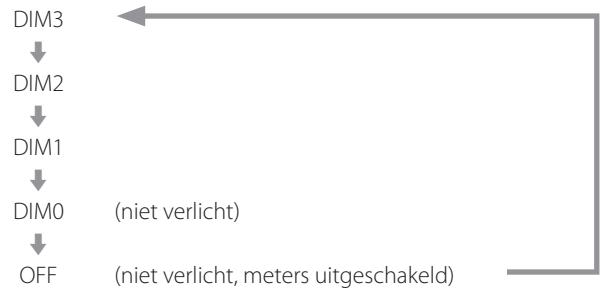 DIM3
DIM2
DIM1
DIM0 (niet verlicht)
OFF (niet verlicht, meters uitgeschakeld)